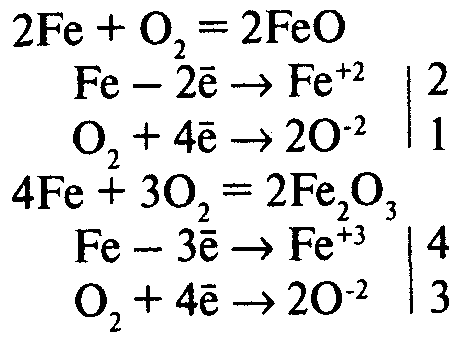 2Fe + O₂ = 2FeO
Fe − 2ē → Fe⁺² | 2
O₂ + 4ē → 2O⁻² | 1
4Fe + 3O₂ = 2Fe₂O₃
Fe − 3ē → Fe⁺³ | 4
O₂ + 4ē → 2O⁻² | 3